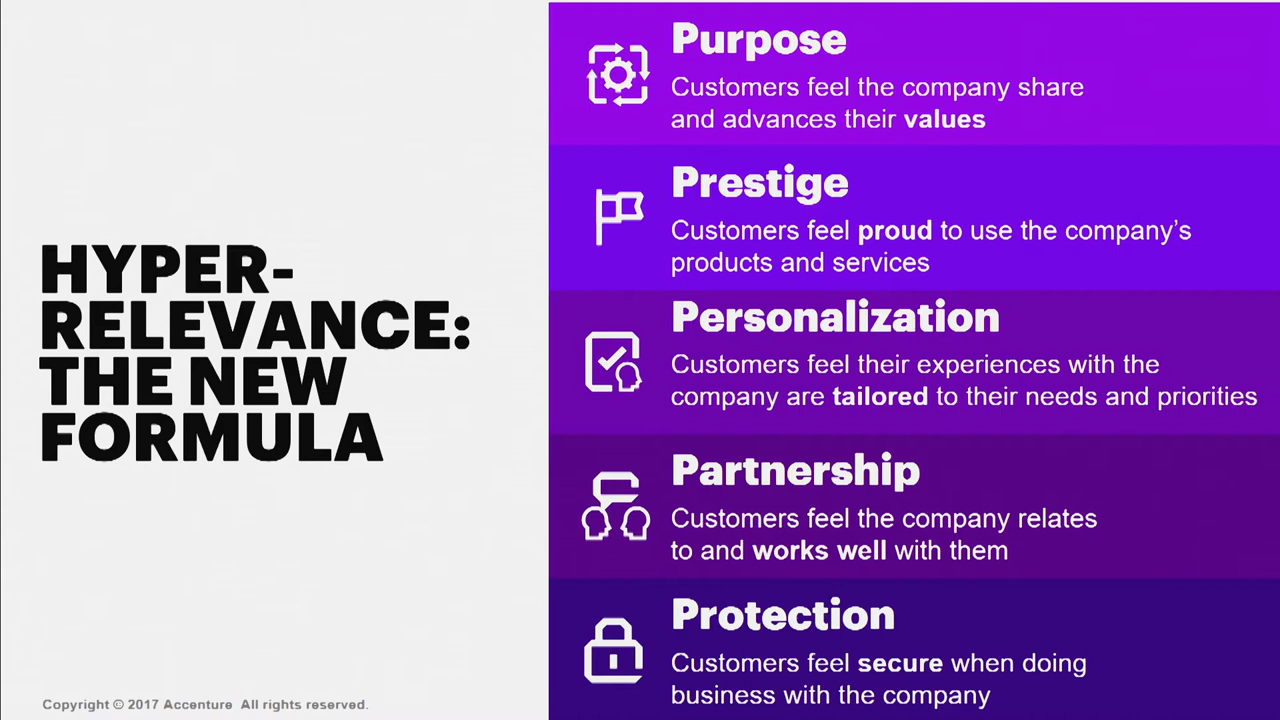 HYPER-
RELEVANCE:
THE NEW
FORMULA
Copyright © 2017 Accenture All rights reserved.
Purpose
Customers feel the company share
and advances their values
Prestige
Customers feel proud to use the company's
products and services
Personalization
Customers feel their experiences with the
company are tailored to their needs and priorities
Partnership
Customers feel the company relates
to and works well with them
Protection
Customers feel secure when doing
business with the company